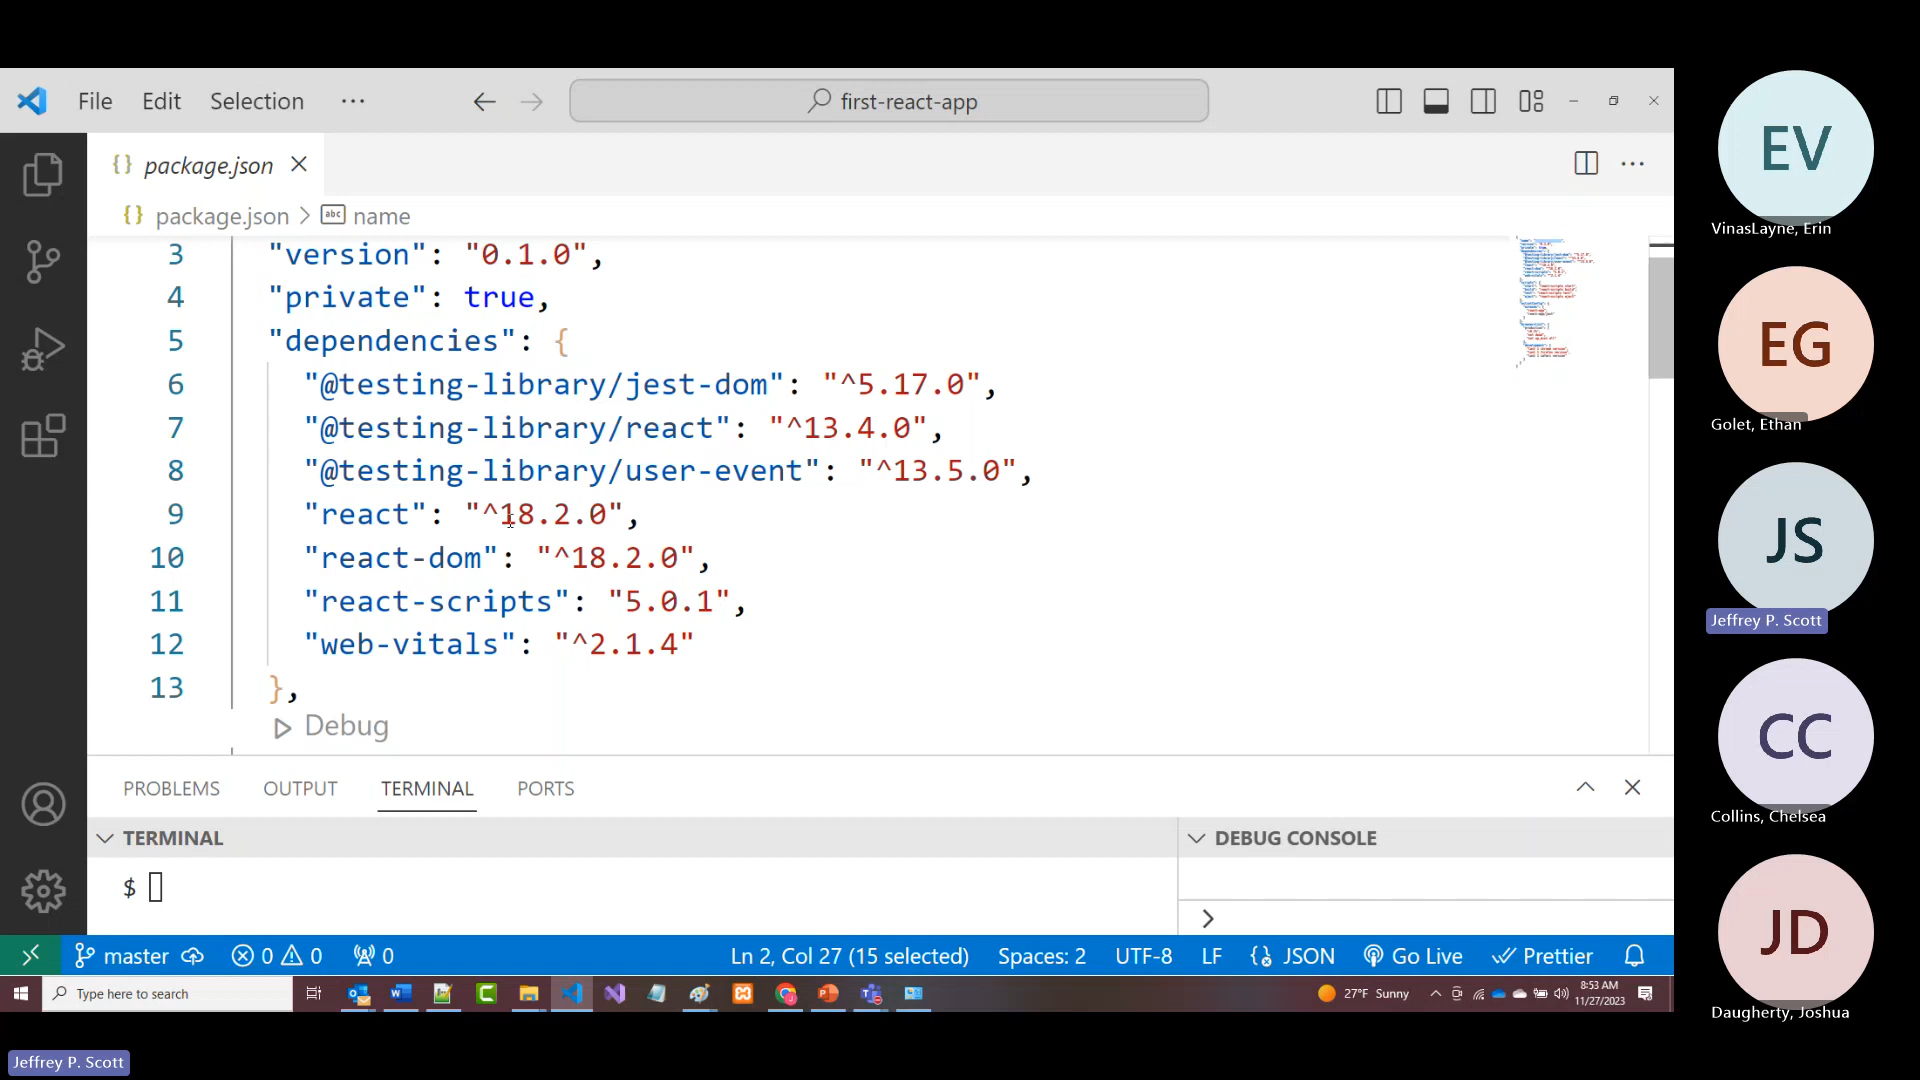 File Edit Selection ···
first-react-app
{} package.json
{} package.json > abc name
3 "version": "0.1.0",
4 "private": true,
5 "dependencies": {
6 "@testing-library/jest-dom": "^5.17.0",
7 "@testing-library/react": "^13.4.0",
8 "@testing-library/user-event": "^13.5.0",
9 "react": "^18.2.0",
10 "react-dom": "^18.2.0",
11 "react-scripts": "5.0.1",
12 "web-vitals": "^2.1.4"
13 },
Debug
PROBLEMS OUTPUT TERMINAL PORTS
TERMINAL
DEBUG CONSOLE
$
>
master 0 0 0 Ln 2, Col 27 (15 selected) Spaces: 2 UTF-8 LF {} JSON Go Live Prettier
Type here to search
27°F Sunny
8:53 AM
11/27/2023
Jeffrey P. Scott
EV
VinasLayne, Erin
EG
Golet, Ethan
JS
Jeffrey P. Scott
CC
Collins, Chelsea
JD
Daugherty, Joshua